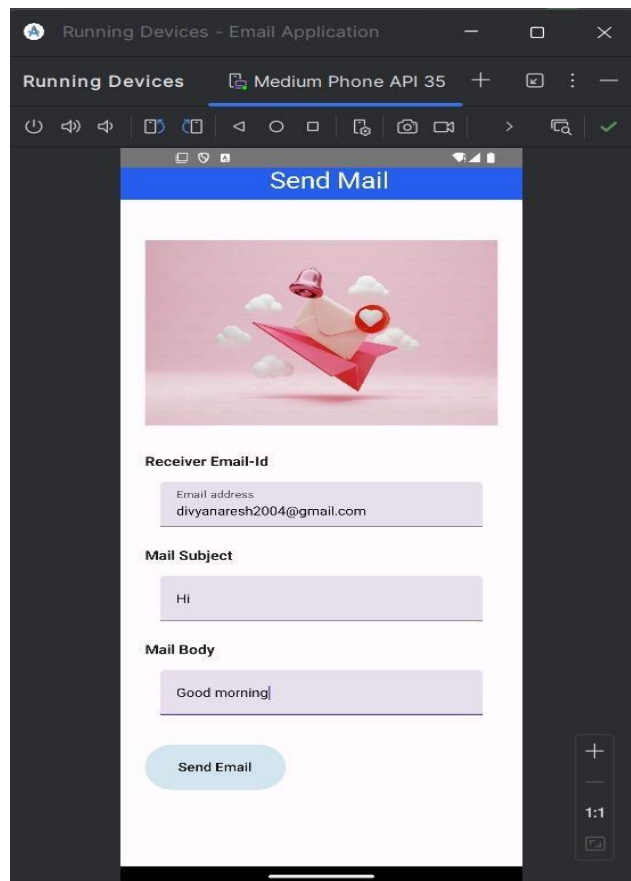 Running Devices - Email Application
Running Devices
Medium Phone API 35
Send Mail
Receiver Email-Id
Email address
divyanaresh2004@gmail.com
Mail Subject
Hi
Mail Body
Good morning
Send Email
1:1